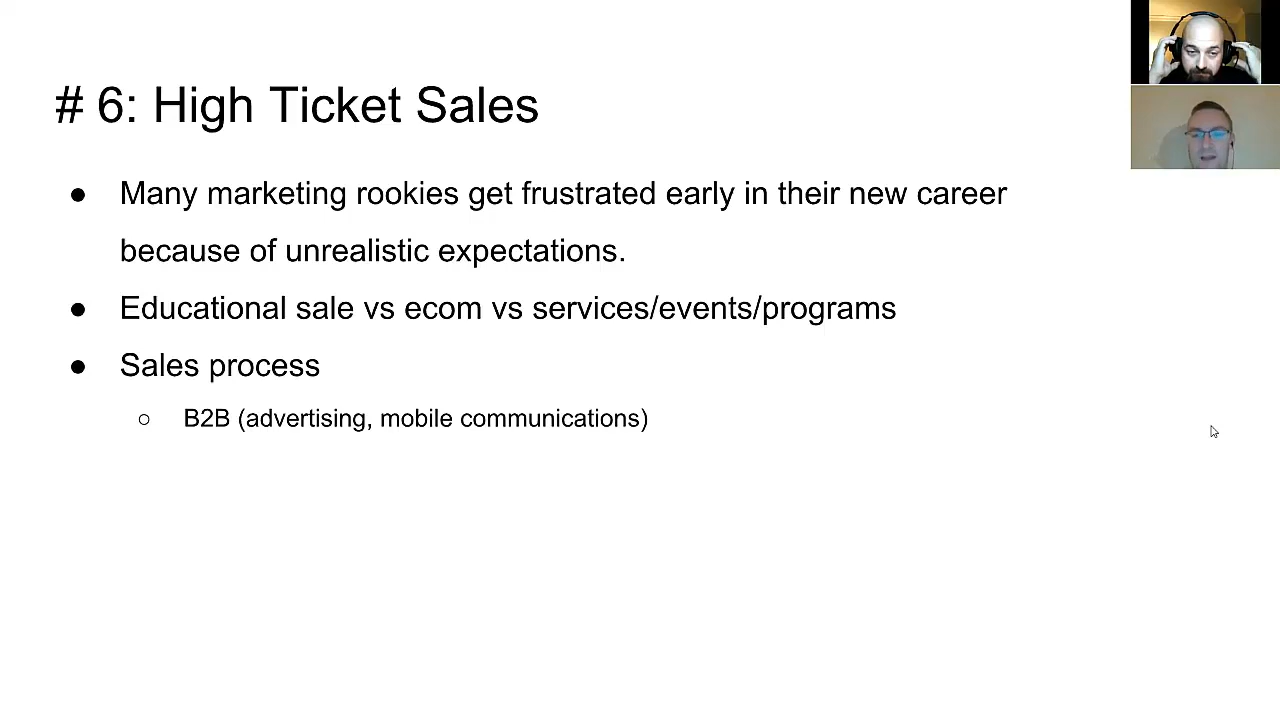 # 6: High Ticket Sales
● Many marketing rookies get frustrated early in their new career
because of unrealistic expectations.
● Educational sale vs ecom vs services/events/programs
● Sales process
○ B2B (advertising, mobile communications)